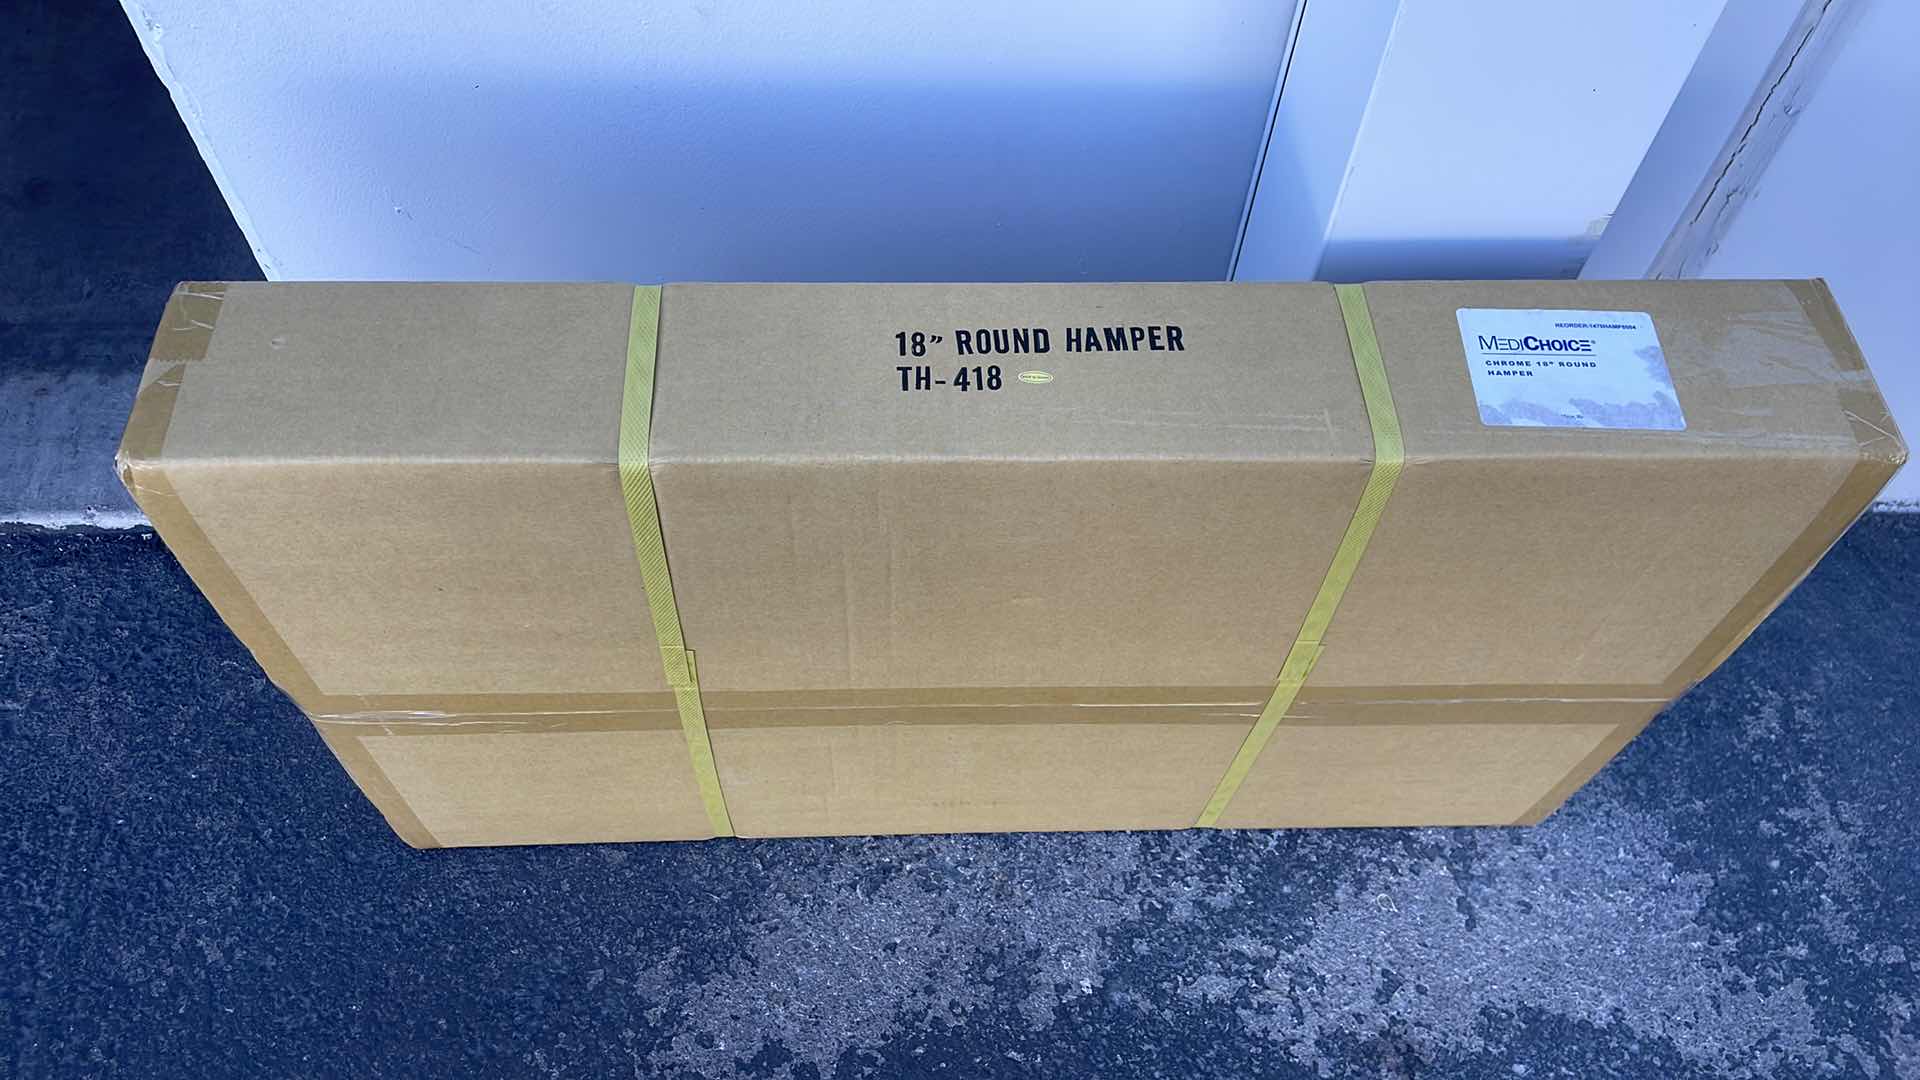 18” ROUND HAMPER
TH-418
MEDICHOICE®
CHROME 18" ROUND
HAMPER